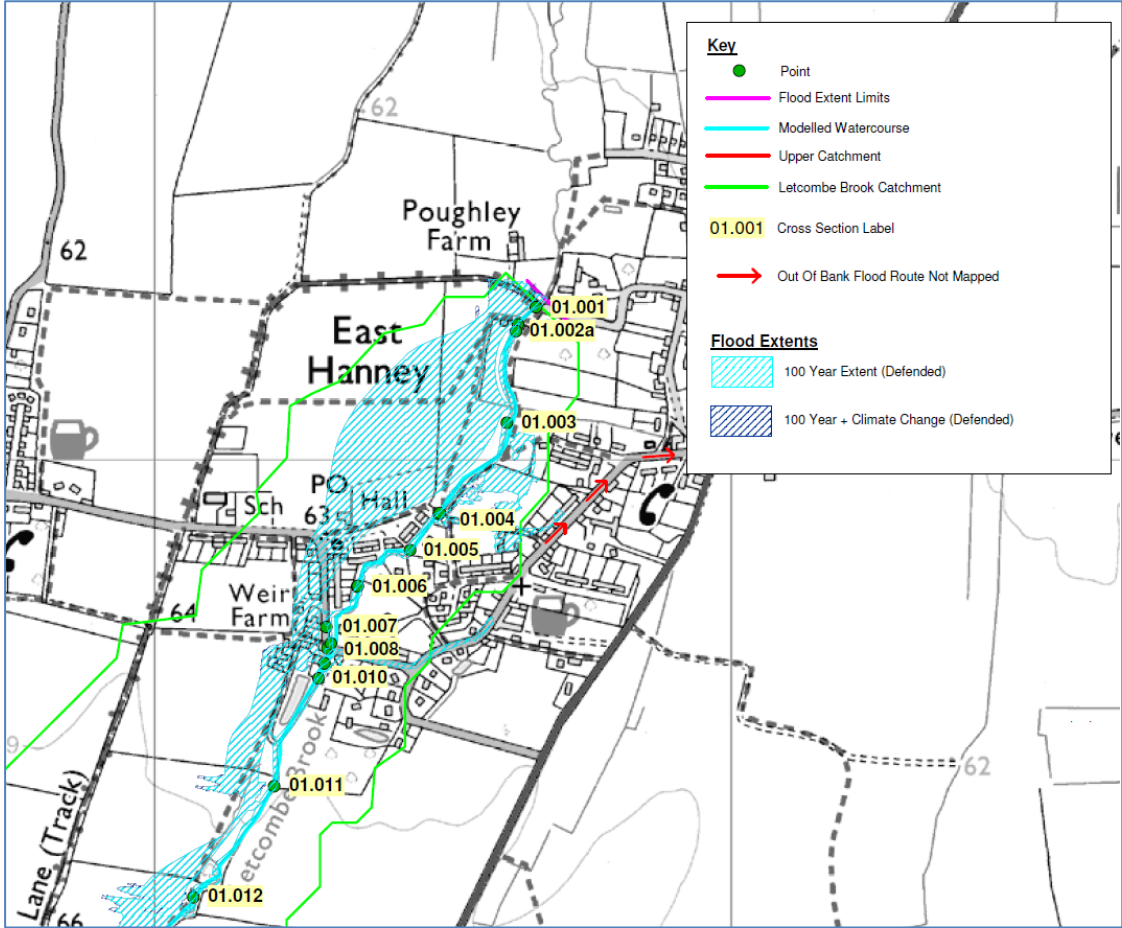 Key
Point
Flood Extent Limits
Modelled Watercourse
Upper Catchment
Letcombe Brook Catchment
01.001 Cross Section Label
Out Of Bank Flood Route Not Mapped
Flood Extents
100 Year Extent (Defended)
100 Year + Climate Change (Defended)
62
62
Poughley
Farm
01.001
01.002a
East
Hanney
01.003
PO
Sch
Hall
63
01.004
01.005
01.006
Weir
Farm
64
01.007
01.008
01.010
9
62
01.011
etcombe Brook
Lane (Track)
01.012
66